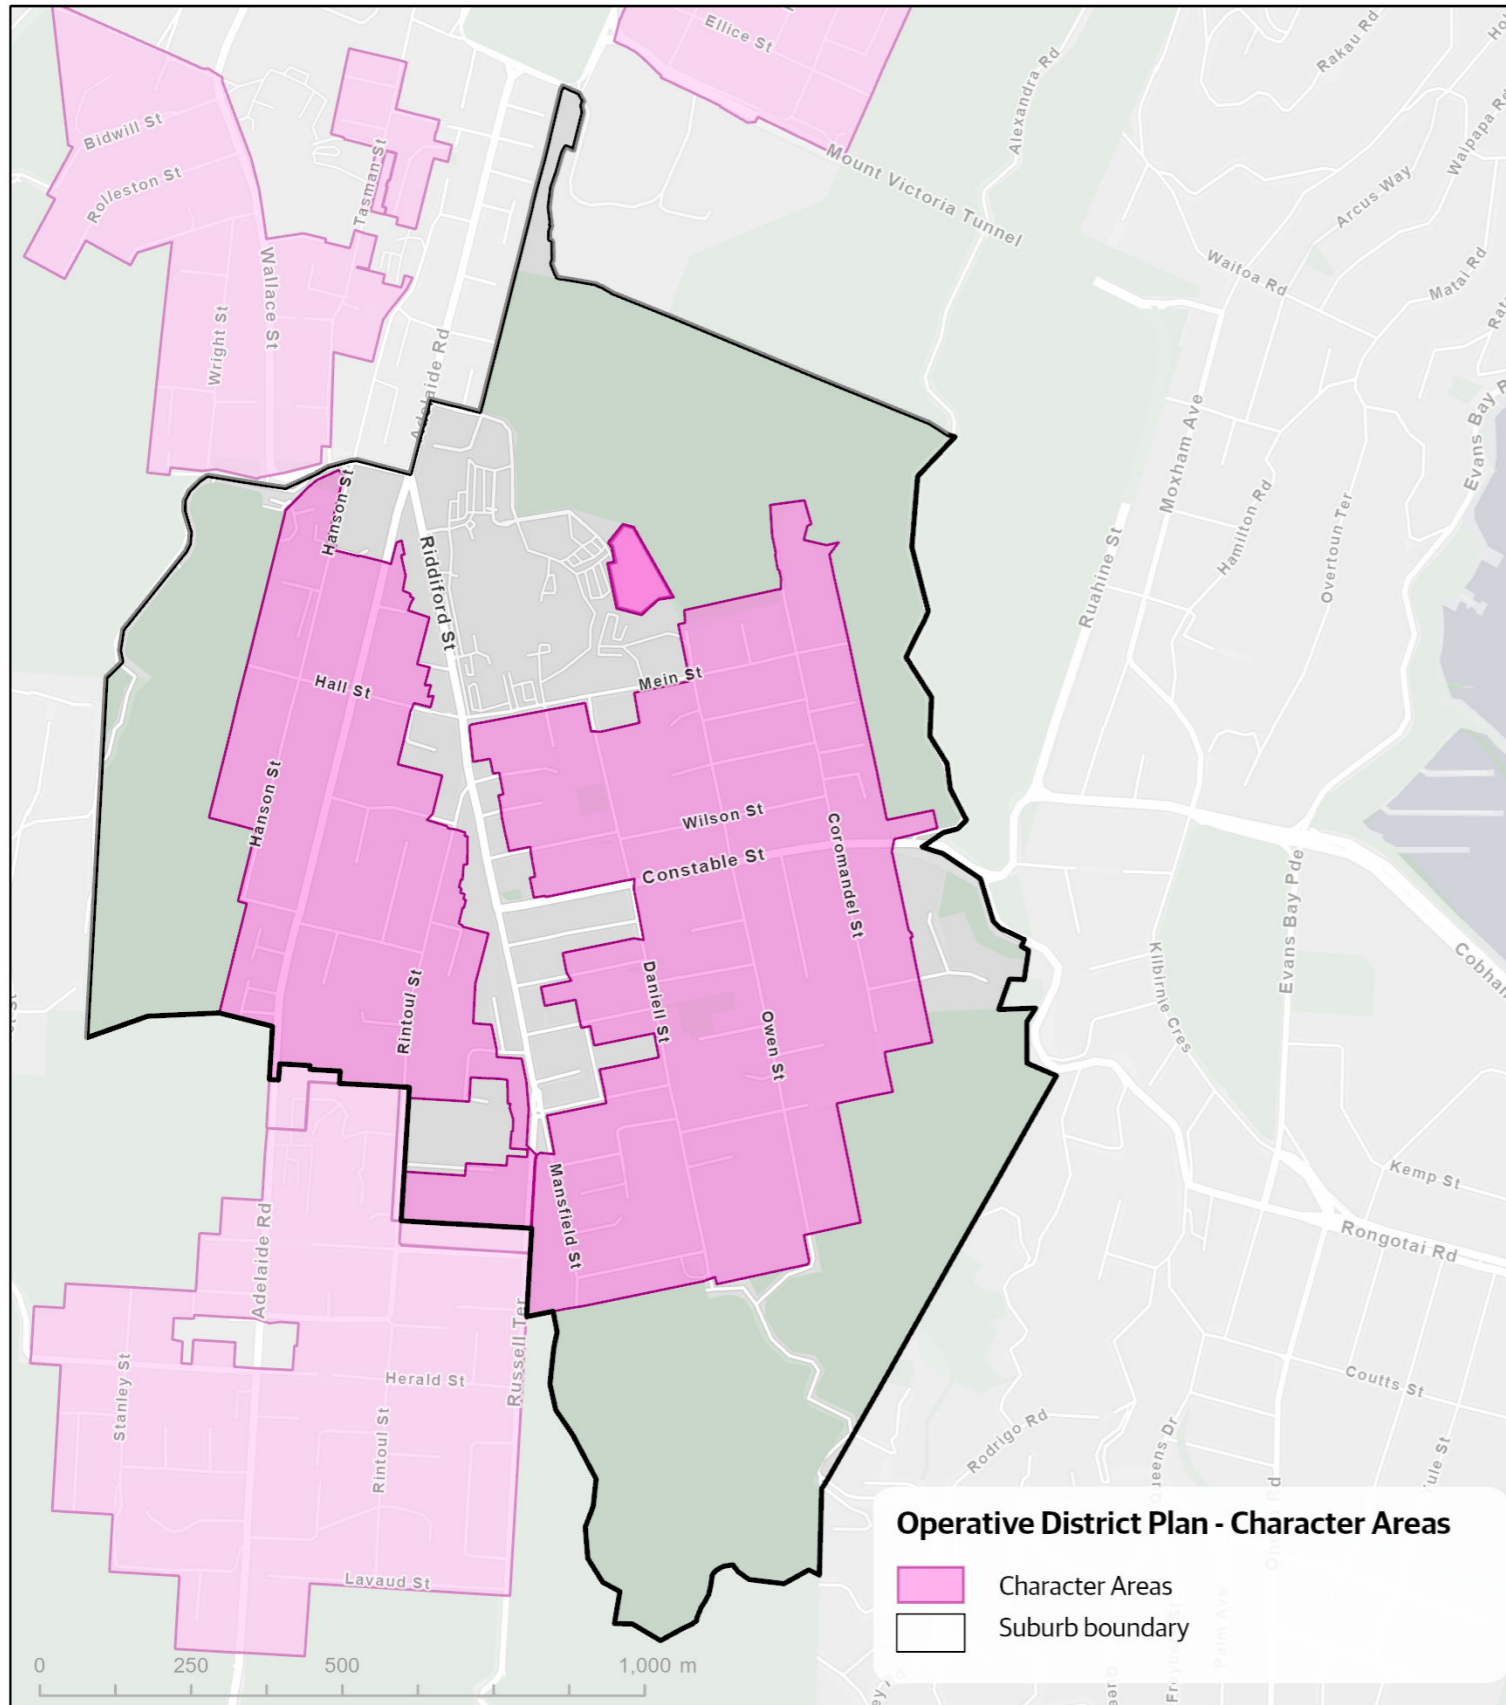 Ellice St
Rakau Rd
Alexandra Rd
Bidwill St
Rolleston St
Tasman St
Mount Victoria Tunnel
Arcus Way
Waipapa Rd
Wallace St
Wright St
Waitoa Rd
Matai Rd
Adelaide Rd
Evans Bay P
Moxham Ave
Hanson St
Riddiford St
Hamilton Rd
Overtoun Ter
Ruahine St
Hall St
Mein St
Hanson St
Wilson St
Constable St
Coromandel St
Evans Bay Pde
Cobham
Kilbirnie Cres
Rintoul St
Daniell St
Owen St
Mansfield St
Kemp St
Rongotai Rd
Adelaide Rd
Russell Ter
Stanley St
Herald St
Rintoul St
Coutts St
Rodrigo Rd
Queens Dr
Yule St
Lavaud St
Operative District Plan - Character Areas
Character Areas
Suburb boundary
0 250 500 1,000 m